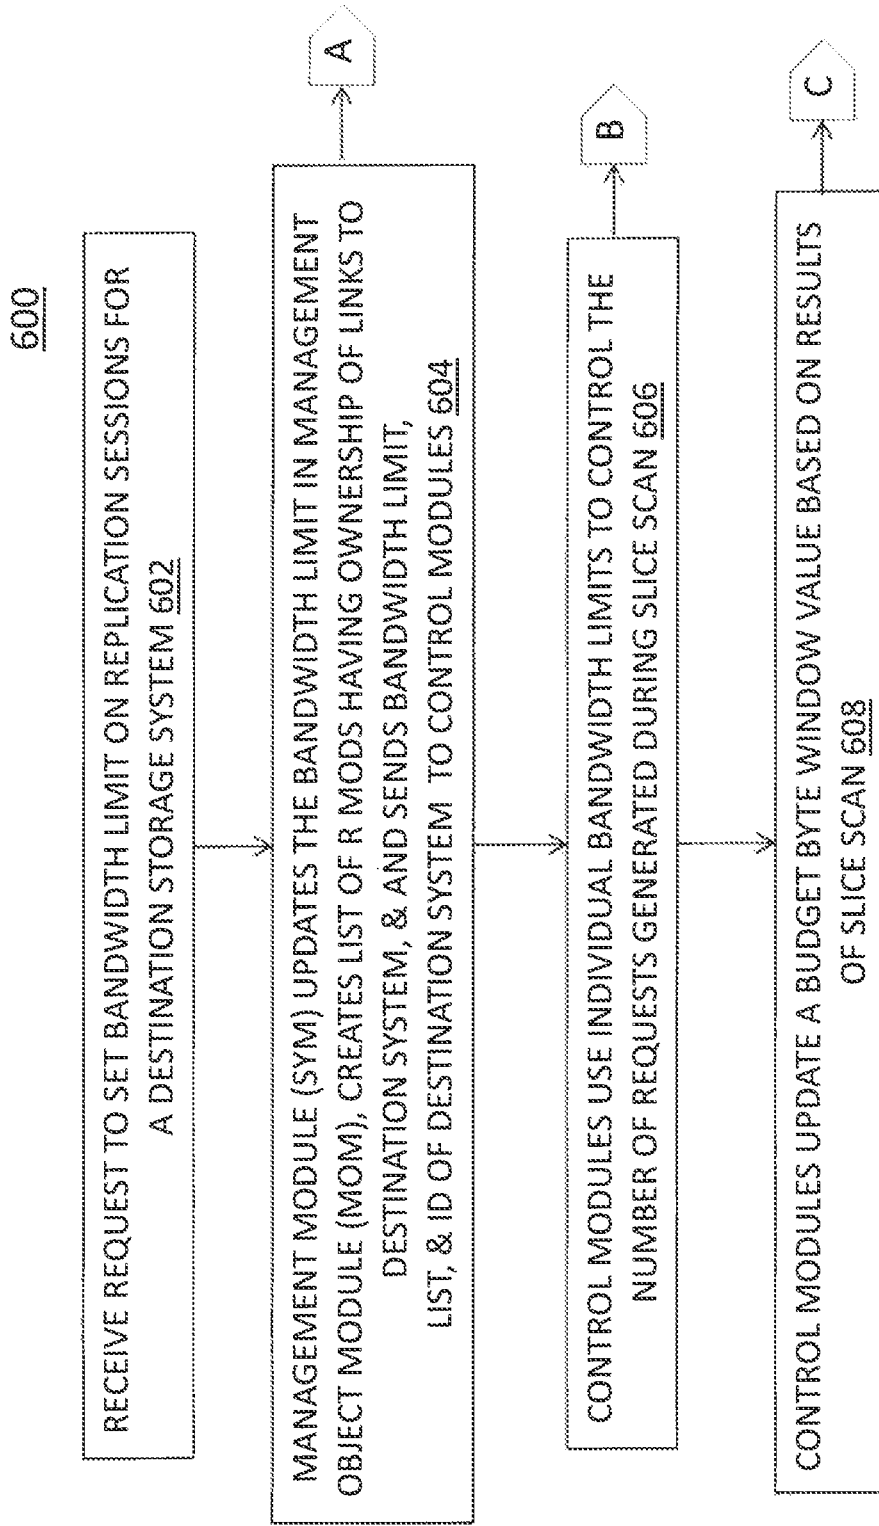 600
RECEIVE REQUEST TO SET BANDWIDTH LIMIT ON REPLICATION SESSIONS FOR
A DESTINATION STORAGE SYSTEM 602
MANAGEMENT MODULE (SYM) UPDATES THE BANDWIDTH LIMIT IN MANAGEMENT
OBJECT MODULE (MOM), CREATES LIST OF R MODS HAVING OWNERSHIP OF LINKS TO
DESTINATION SYSTEM, & AND SENDS BANDWIDTH LIMIT,
LIST, & ID OF DESTINATION SYSTEM TO CONTROL MODULES 604
A
CONTROL MODULES USE INDIVIDUAL BANDWIDTH LIMITS TO CONTROL THE
NUMBER OF REQUESTS GENERATED DURING SLICE SCAN 606
B
CONTROL MODULES UPDATE A BUDGET BYTE WINDOW VALUE BASED ON RESULTS
OF SLICE SCAN 608
C